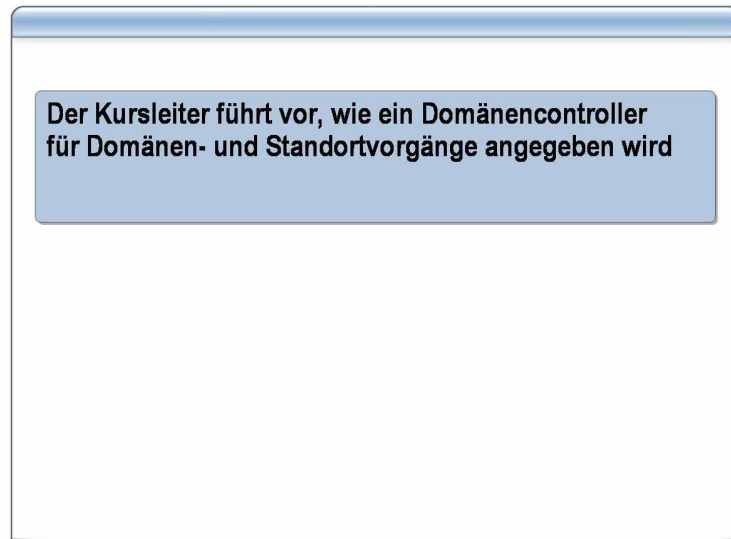 Der Kursleiter führt vor, wie ein Domänencontroller
für Domänen- und Standortvorgänge angegeben wird